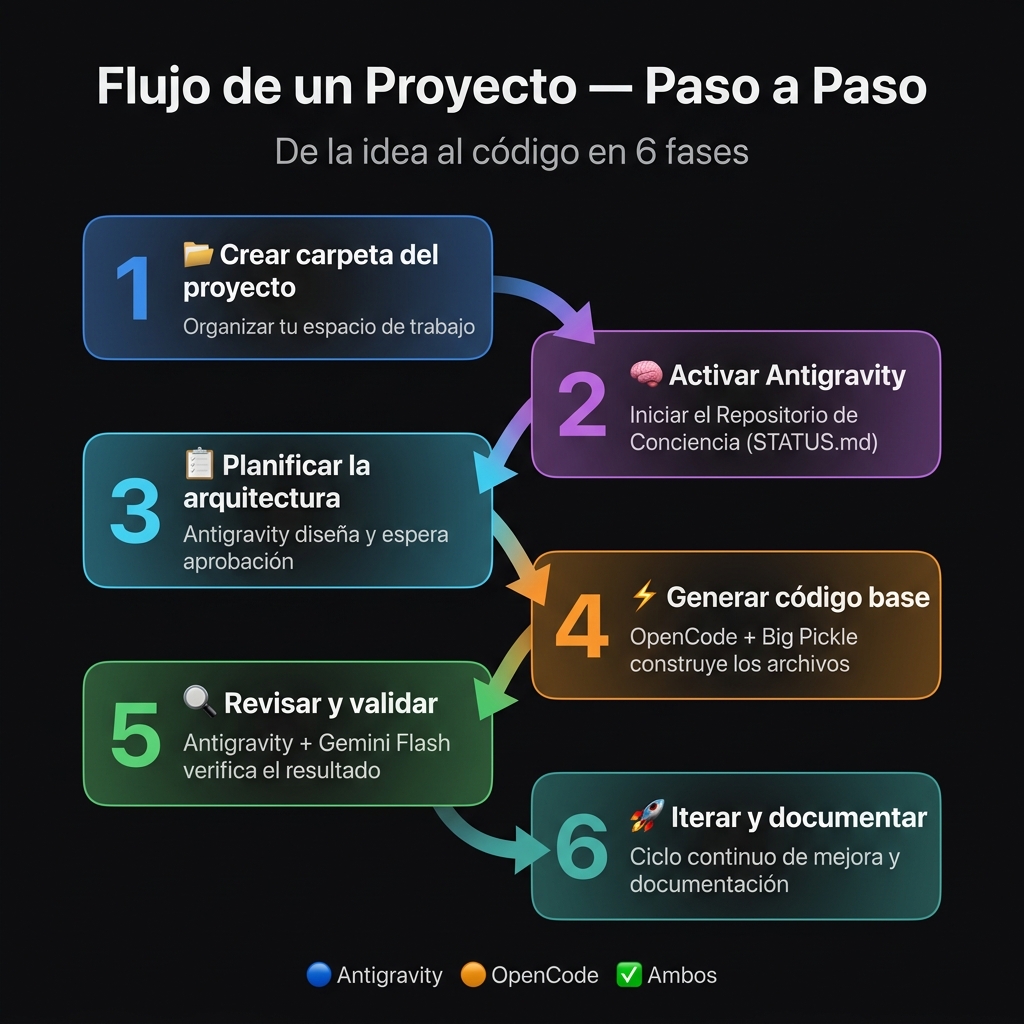 Flujo de un Proyecto — Paso a Paso
De la idea al código en 6 fases
1
📂 Crear carpeta del
proyecto
Organizar tu espacio de trabajo
2
🧠 Activar Antigravity
Iniciar el Repositorio de
Conciencia (STATUS.md)
3
📋 Planificar la
arquitectura
Antigravity diseña y espera
aprobación
4
⚡ Generar código base
OpenCode + Big Pickle
construye los archivos
5
🔍 Revisar y validar
Antigravity + Gemini Flash
verifica el resultado
6
🚀 Iterar y documentar
Ciclo continuo de mejora y
documentación
🔵 Antigravity 🟠 OpenCode ✅ Ambos